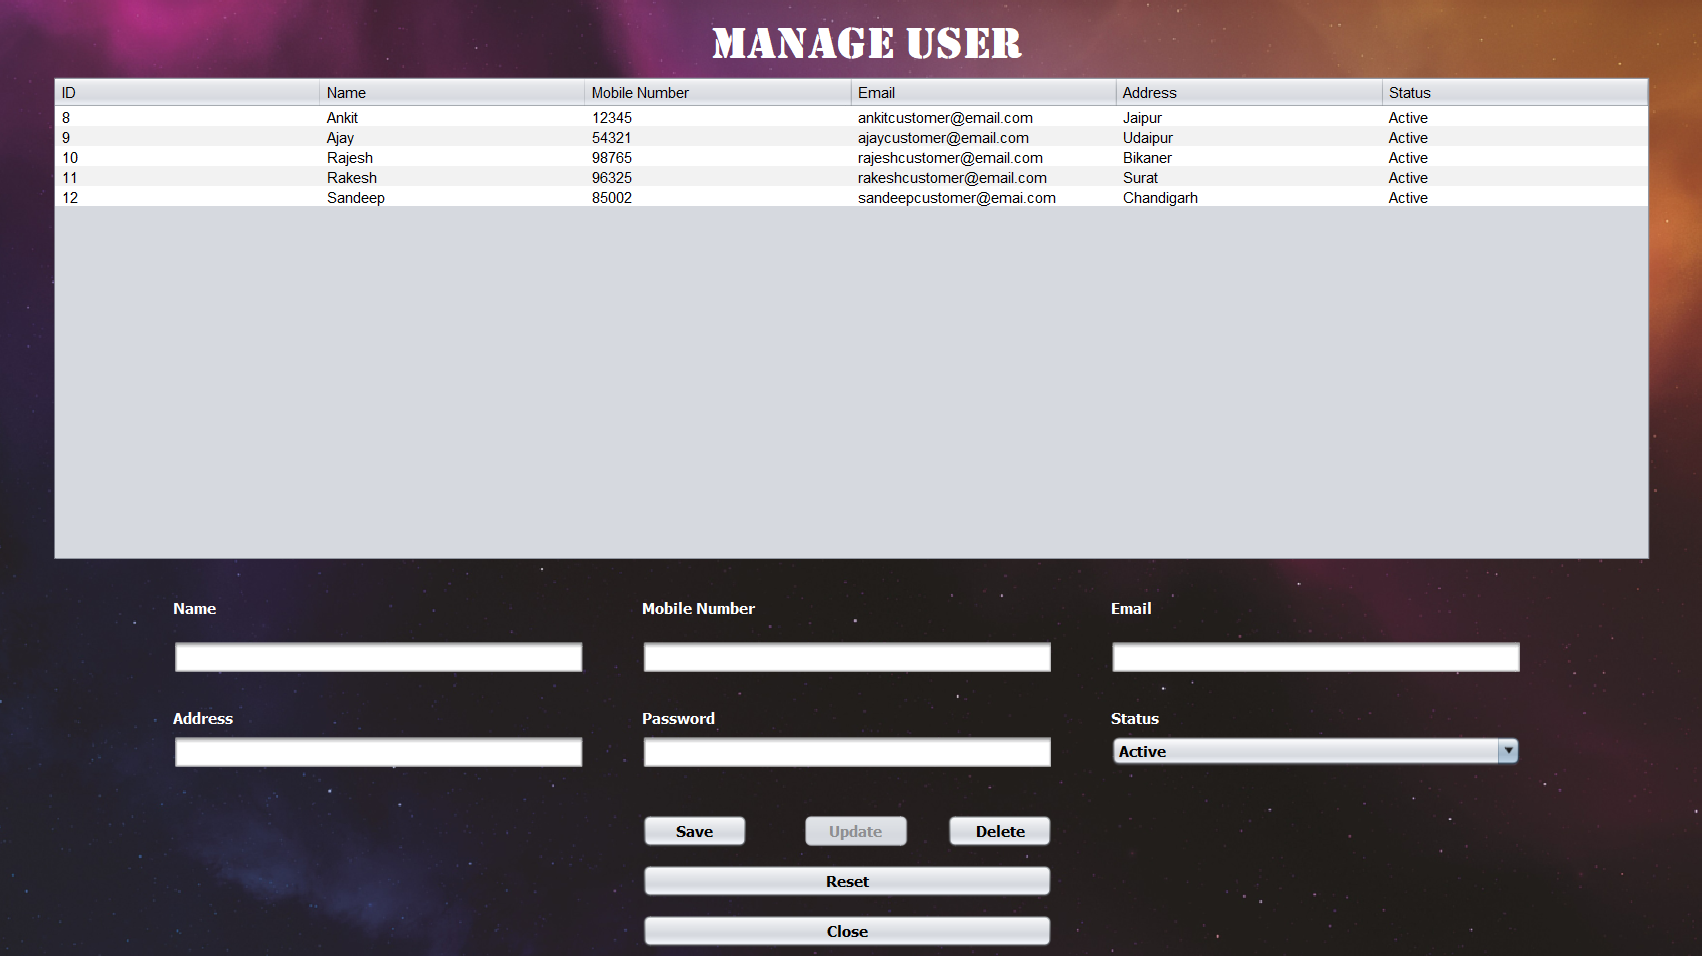 MANAGE USER
ID Name Mobile Number Email Address Status
8 Ankit 12345 ankitcustomer@email.com Jaipur Active
9 Ajay 54321 ajaycustomer@email.com Udaipur Active
10 Rajesh 98765 rajeshcustomer@email.com Bikaner Active
11 Rakesh 96325 rakeshcustomer@email.com Surat Active
12 Sandeep 85002 sandeepcustomer@emai.com Chandigarh Active
Name Mobile Number Email
Address Password Status
Active
Save Update Delete
Reset
Close